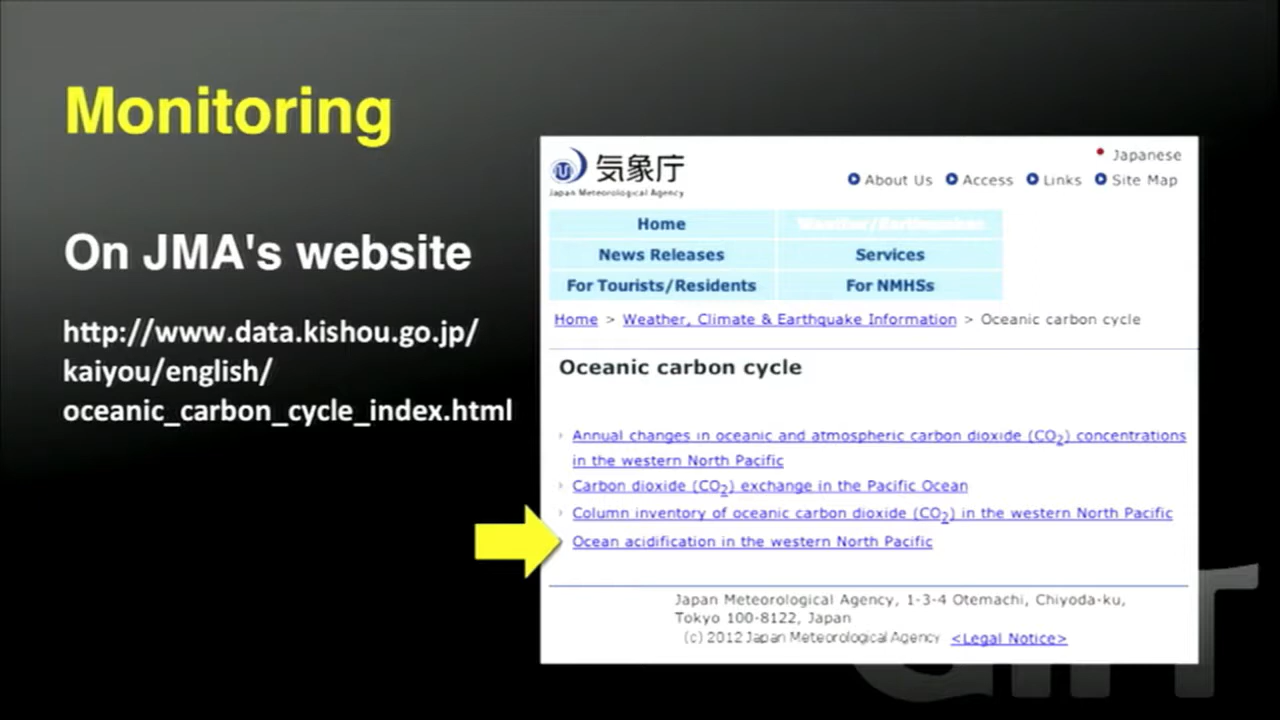 Monitoring
On JMA's website
http://www.data.kishou.go.jp/
kaiyou/english/
oceanic_carbon_cycle_index.html
気象庁
Japan Meteorological Agency
Japanese
About Us Access Links Site Map
Home Weather/Earthquakes
News Releases Services
For Tourists/Residents For NMHSs
Home > Weather, Climate & Earthquake Information > Oceanic carbon cycle
Oceanic carbon cycle
Annual changes in oceanic and atmospheric carbon dioxide (CO2) concentrations
in the western North Pacific
Carbon dioxide (CO2) exchange in the Pacific Ocean
Column inventory of oceanic carbon dioxide (CO2) in the western North Pacific
Ocean acidification in the western North Pacific
Japan Meteorological Agency, 1-3-4 Otemachi, Chiyoda-ku,
Tokyo 100-8122, Japan
(c) 2012 Japan Meteorological Agency <Legal Notice>